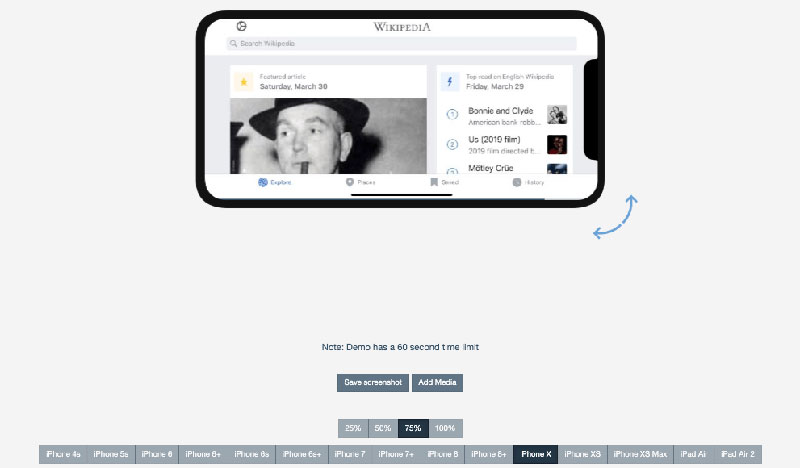 WIKIPEDIA
Search Wikipedia
Featured article
Saturday, March 30
Top read on English Wikipedia
Friday, March 29
1
Bonnie and Clyde
American bank robb...
2
Us (2019 film)
2019 film directed b...
3
Mötley Crüe
Explore
Places
Saved
History
Note: Demo has a 60 second time limit
Save screenshot
Add Media
25%
50%
75%
100%
iPhone 4s
iPhone 5s
iPhone 6
iPhone 6+
iPhone 6s
iPhone 6s+
iPhone 7
iPhone 7+
iPhone 8
iPhone 8+
iPhone X
iPhone XS
iPhone XS Max
iPad Air
iPad Air 2